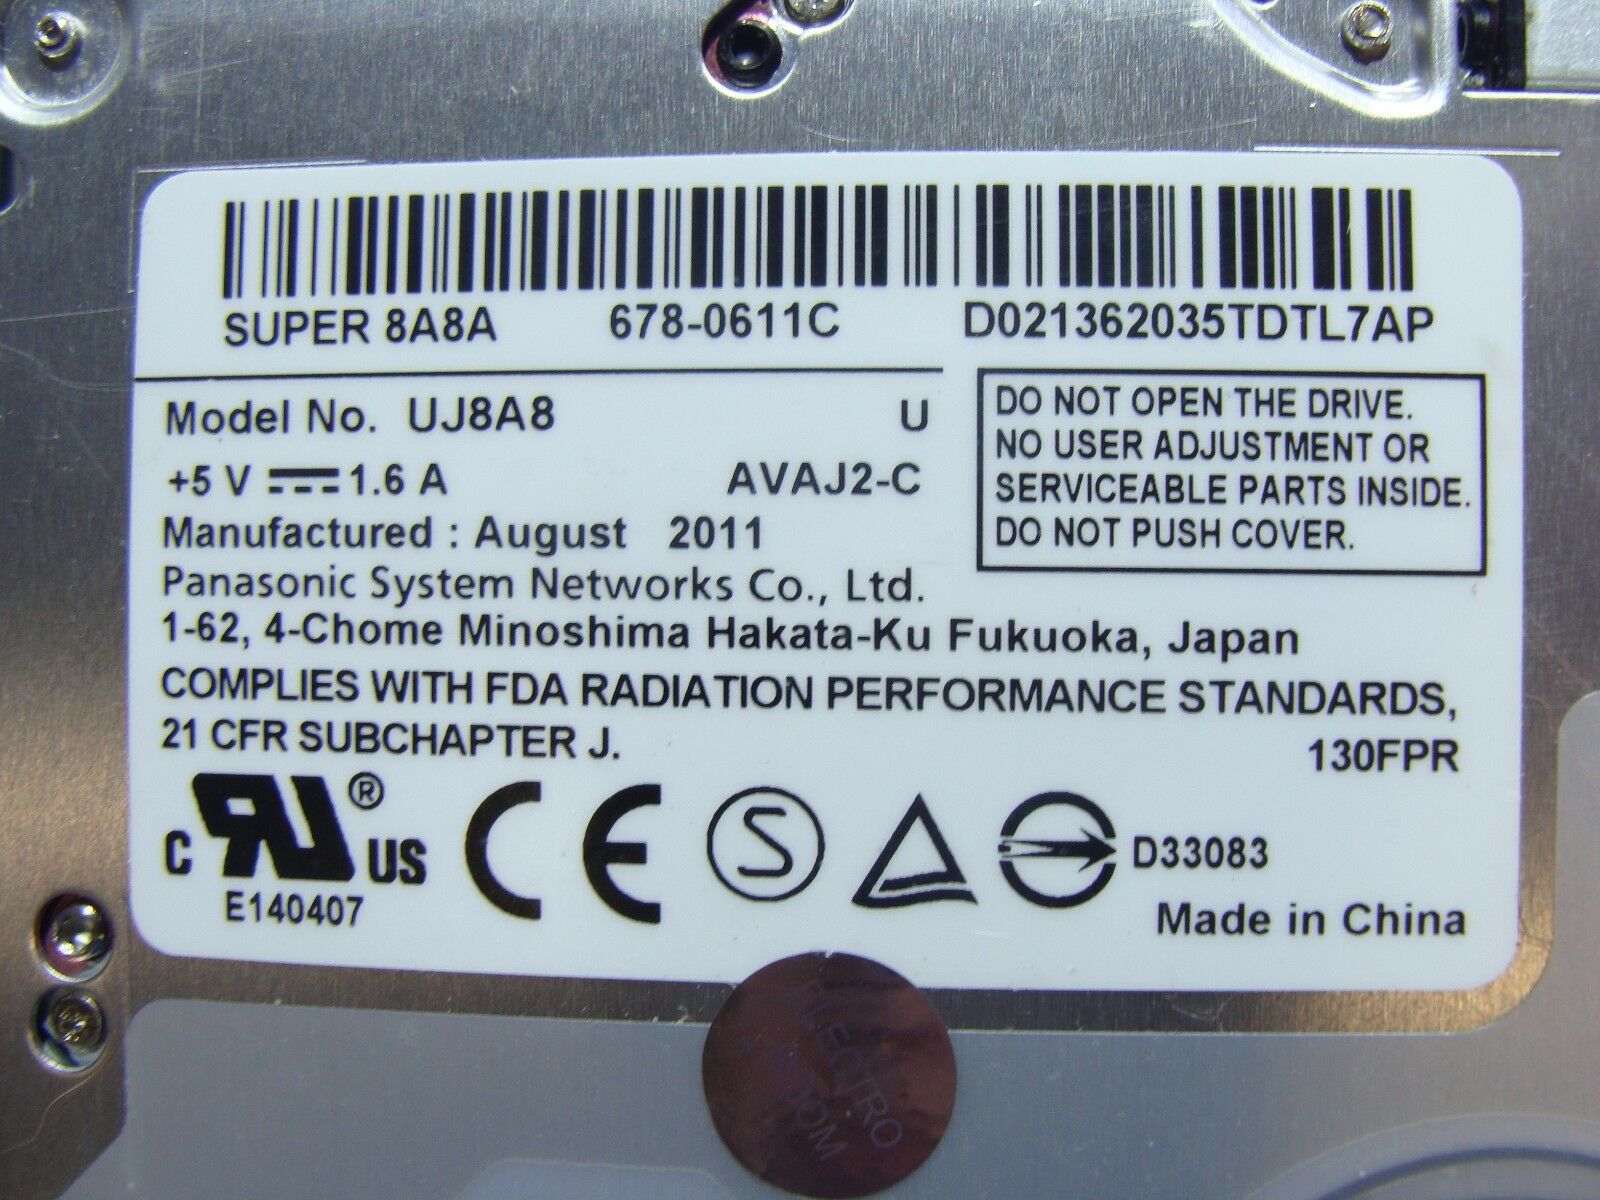 SUPER 8A8A 678-0611C D021362035TDTL7AP
Model No. UJ8A8 U
+5 V 1.6 A AVAJ2-C
Manufactured : August 2011
DO NOT OPEN THE DRIVE.
NO USER ADJUSTMENT OR
SERVICEABLE PARTS INSIDE.
DO NOT PUSH COVER.
Panasonic System Networks Co., Ltd.
1-62, 4-Chome Minoshima Hakata-Ku Fukuoka, Japan
COMPLIES WITH FDA RADIATION PERFORMANCE STANDARDS,
21 CFR SUBCHAPTER J.
130FPR
C RU ® US
E140407
CE
S
D33083
Made in China
ELECTRO